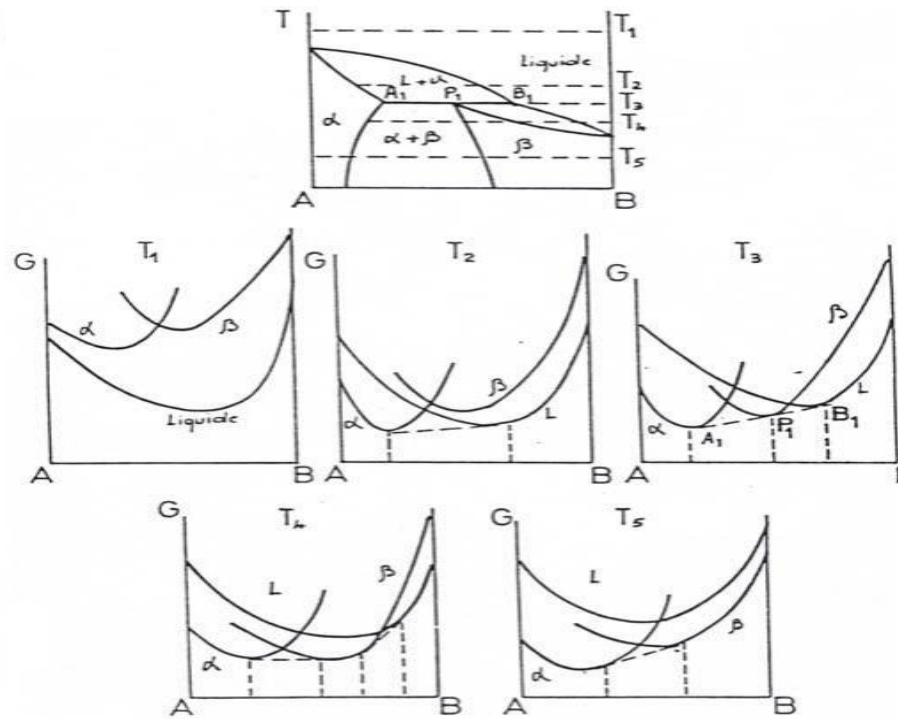 T
T₁
Liquide
T₂
L + α
A₁ P₁ B₁
T₃
T₄
α
α + β
β
T₅
A B
G T₁
α
β
Liquide
A B
G T₂
α
β
L
A B
G T₃
β
α
A₁
P₁
B₁
L
A
G T₄
L
β
α
A B
G T₅
L
α
β
A B